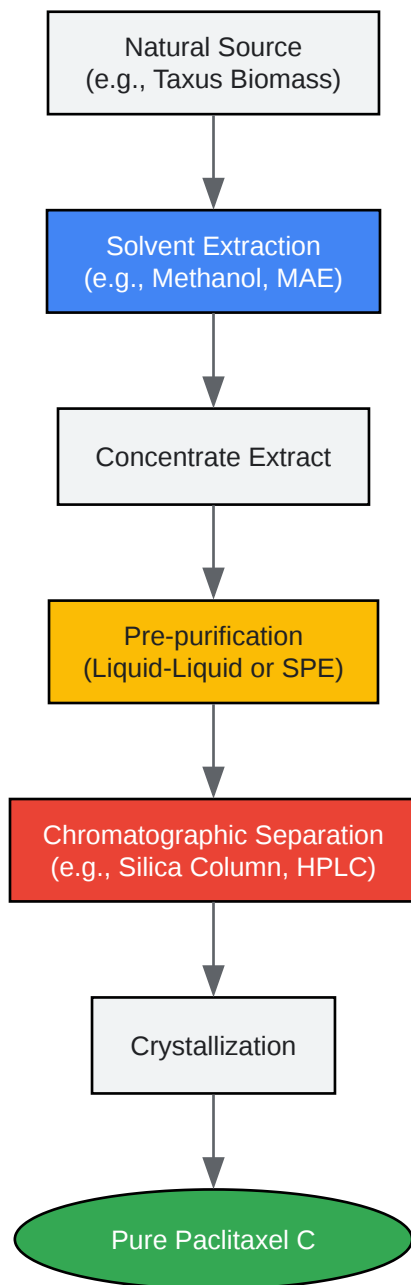 Natural Source
(e.g., Taxus Biomass)
Solvent Extraction
(e.g., Methanol, MAE)
Concentrate Extract
Pre-purification
(Liquid-Liquid or SPE)
Chromatographic Separation
(e.g., Silica Column, HPLC)
Crystallization
Pure Paclitaxel C